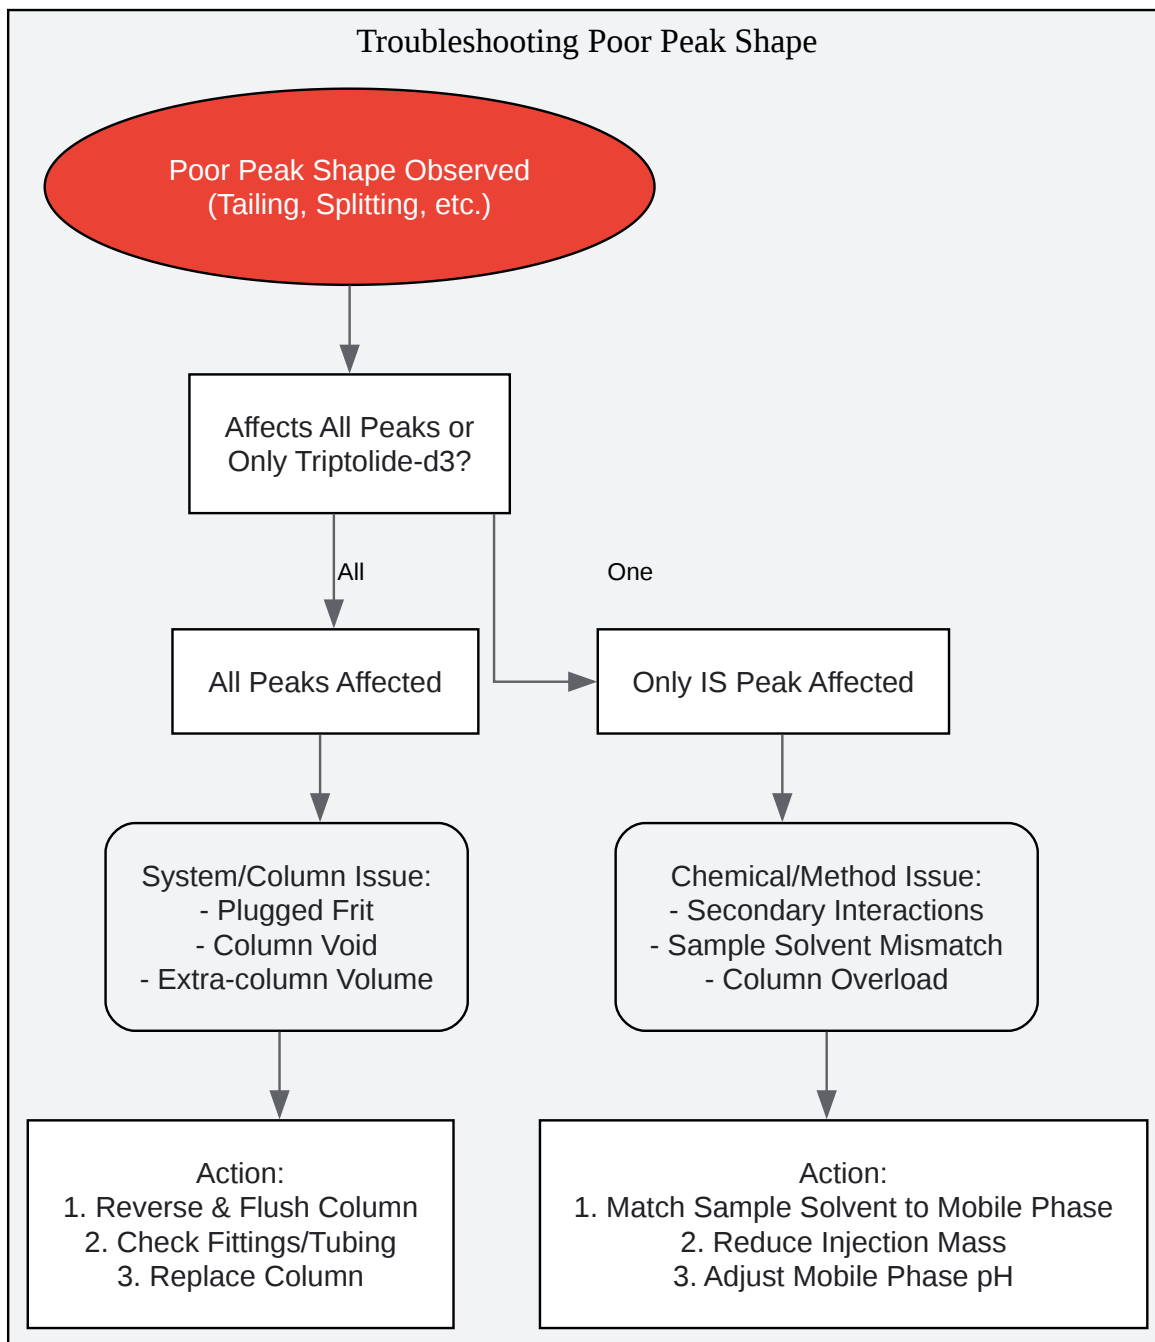 Troubleshooting Poor Peak Shape
Poor Peak Shape Observed
(Tailing, Splitting, etc.)
Affects All Peaks or
Only Triptolide-d3?
All
One
All Peaks Affected
Only IS Peak Affected
System/Column Issue:
- Plugged Frit
- Column Void
- Extra-column Volume
Chemical/Method Issue:
- Secondary Interactions
- Sample Solvent Mismatch
- Column Overload
Action:
1. Reverse & Flush Column
2. Check Fittings/Tubing
3. Replace Column
Action:
1. Match Sample Solvent to Mobile Phase
2. Reduce Injection Mass
3. Adjust Mobile Phase pH